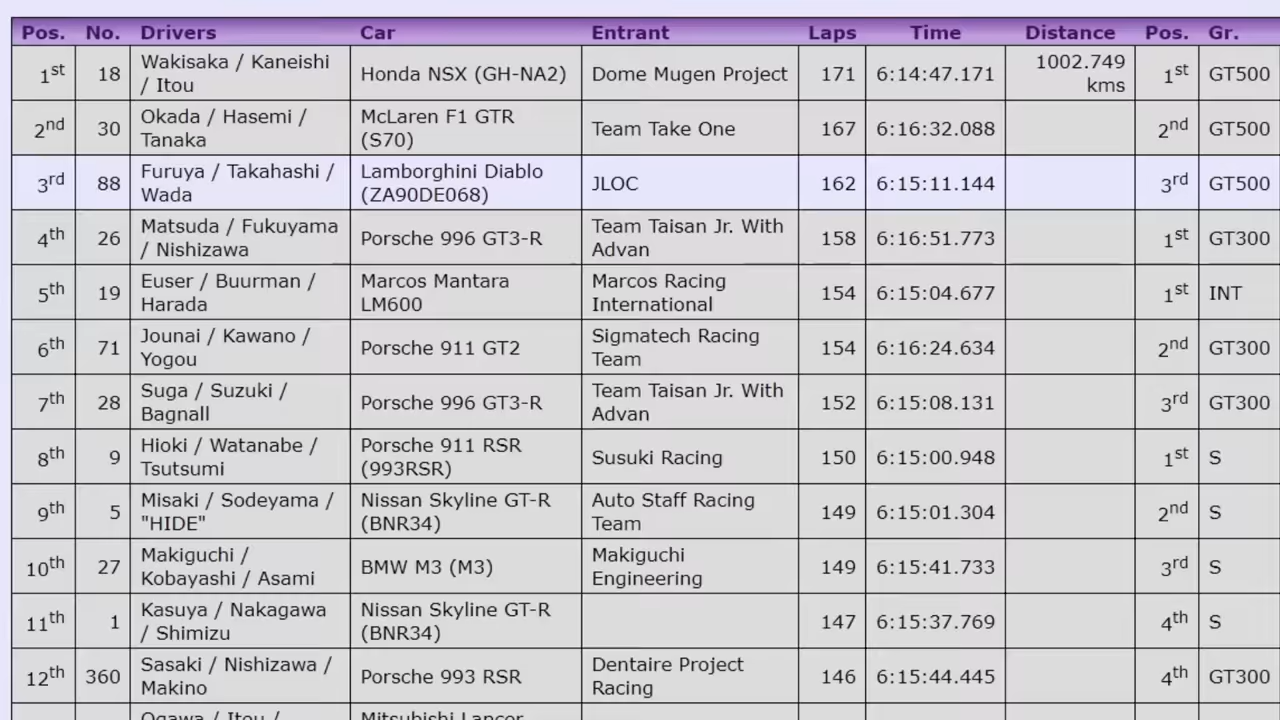 Pos. No. Drivers Car Entrant Laps Time Distance Pos. Gr.
1st 18 Wakisaka / Kaneishi / Itou Honda NSX (GH-NA2) Dome Mugen Project 171 6:14:47.171 1002.749 kms 1st GT500
2nd 30 Okada / Hasemi / Tanaka McLaren F1 GTR (S70) Team Take One 167 6:16:32.088 2nd GT500
3rd 88 Furuya / Takahashi / Wada Lamborghini Diablo (ZA90DE068) JLOC 162 6:15:11.144 3rd GT500
4th 26 Matsuda / Fukuyama / Nishizawa Porsche 996 GT3-R Team Taisan Jr. With Advan 158 6:16:51.773 1st GT300
5th 19 Euser / Buurman / Harada Marcos Mantara LM600 Marcos Racing International 154 6:15:04.677 1st INT
6th 71 Jounai / Kawano / Yogou Porsche 911 GT2 Sigmatech Racing Team 154 6:16:24.634 2nd GT300
7th 28 Suga / Suzuki / Bagnall Porsche 996 GT3-R Team Taisan Jr. With Advan 152 6:15:08.131 3rd GT300
8th 9 Hioki / Watanabe / Tsutsumi Porsche 911 RSR (993RSR) Susuki Racing 150 6:15:00.948 1st S
9th 5 Misaki / Sodeyama / "HIDE" Nissan Skyline GT-R (BNR34) Auto Staff Racing Team 149 6:15:01.304 2nd S
10th 27 Makiguchi / Kobayashi / Asami BMW M3 (M3) Makiguchi Engineering 149 6:15:41.733 3rd S
11th 1 Kasuya / Nakagawa / Shimizu Nissan Skyline GT-R (BNR34) 147 6:15:37.769 4th S
12th 360 Sasaki / Nishizawa / Makino Porsche 993 RSR Dentaire Project Racing 146 6:15:44.445 4th GT300
Ogawa / Itou / Mitsubishi Lancer